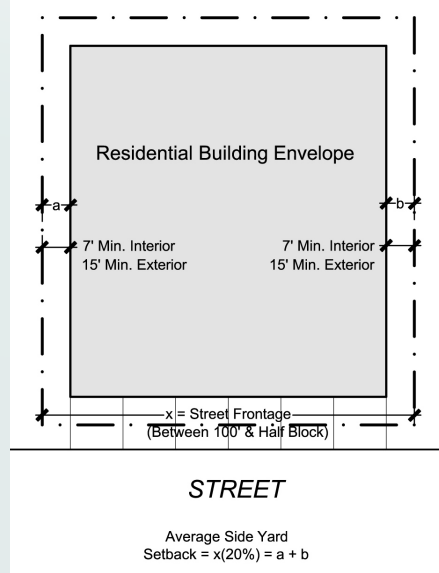 Residential Building Envelope
a
b
7' Min. Interior
15' Min. Exterior
7' Min. Interior
15' Min. Exterior
x = Street Frontage
(Between 100' & Half Block)
STREET
Average Side Yard
Setback = x(20%) = a + b